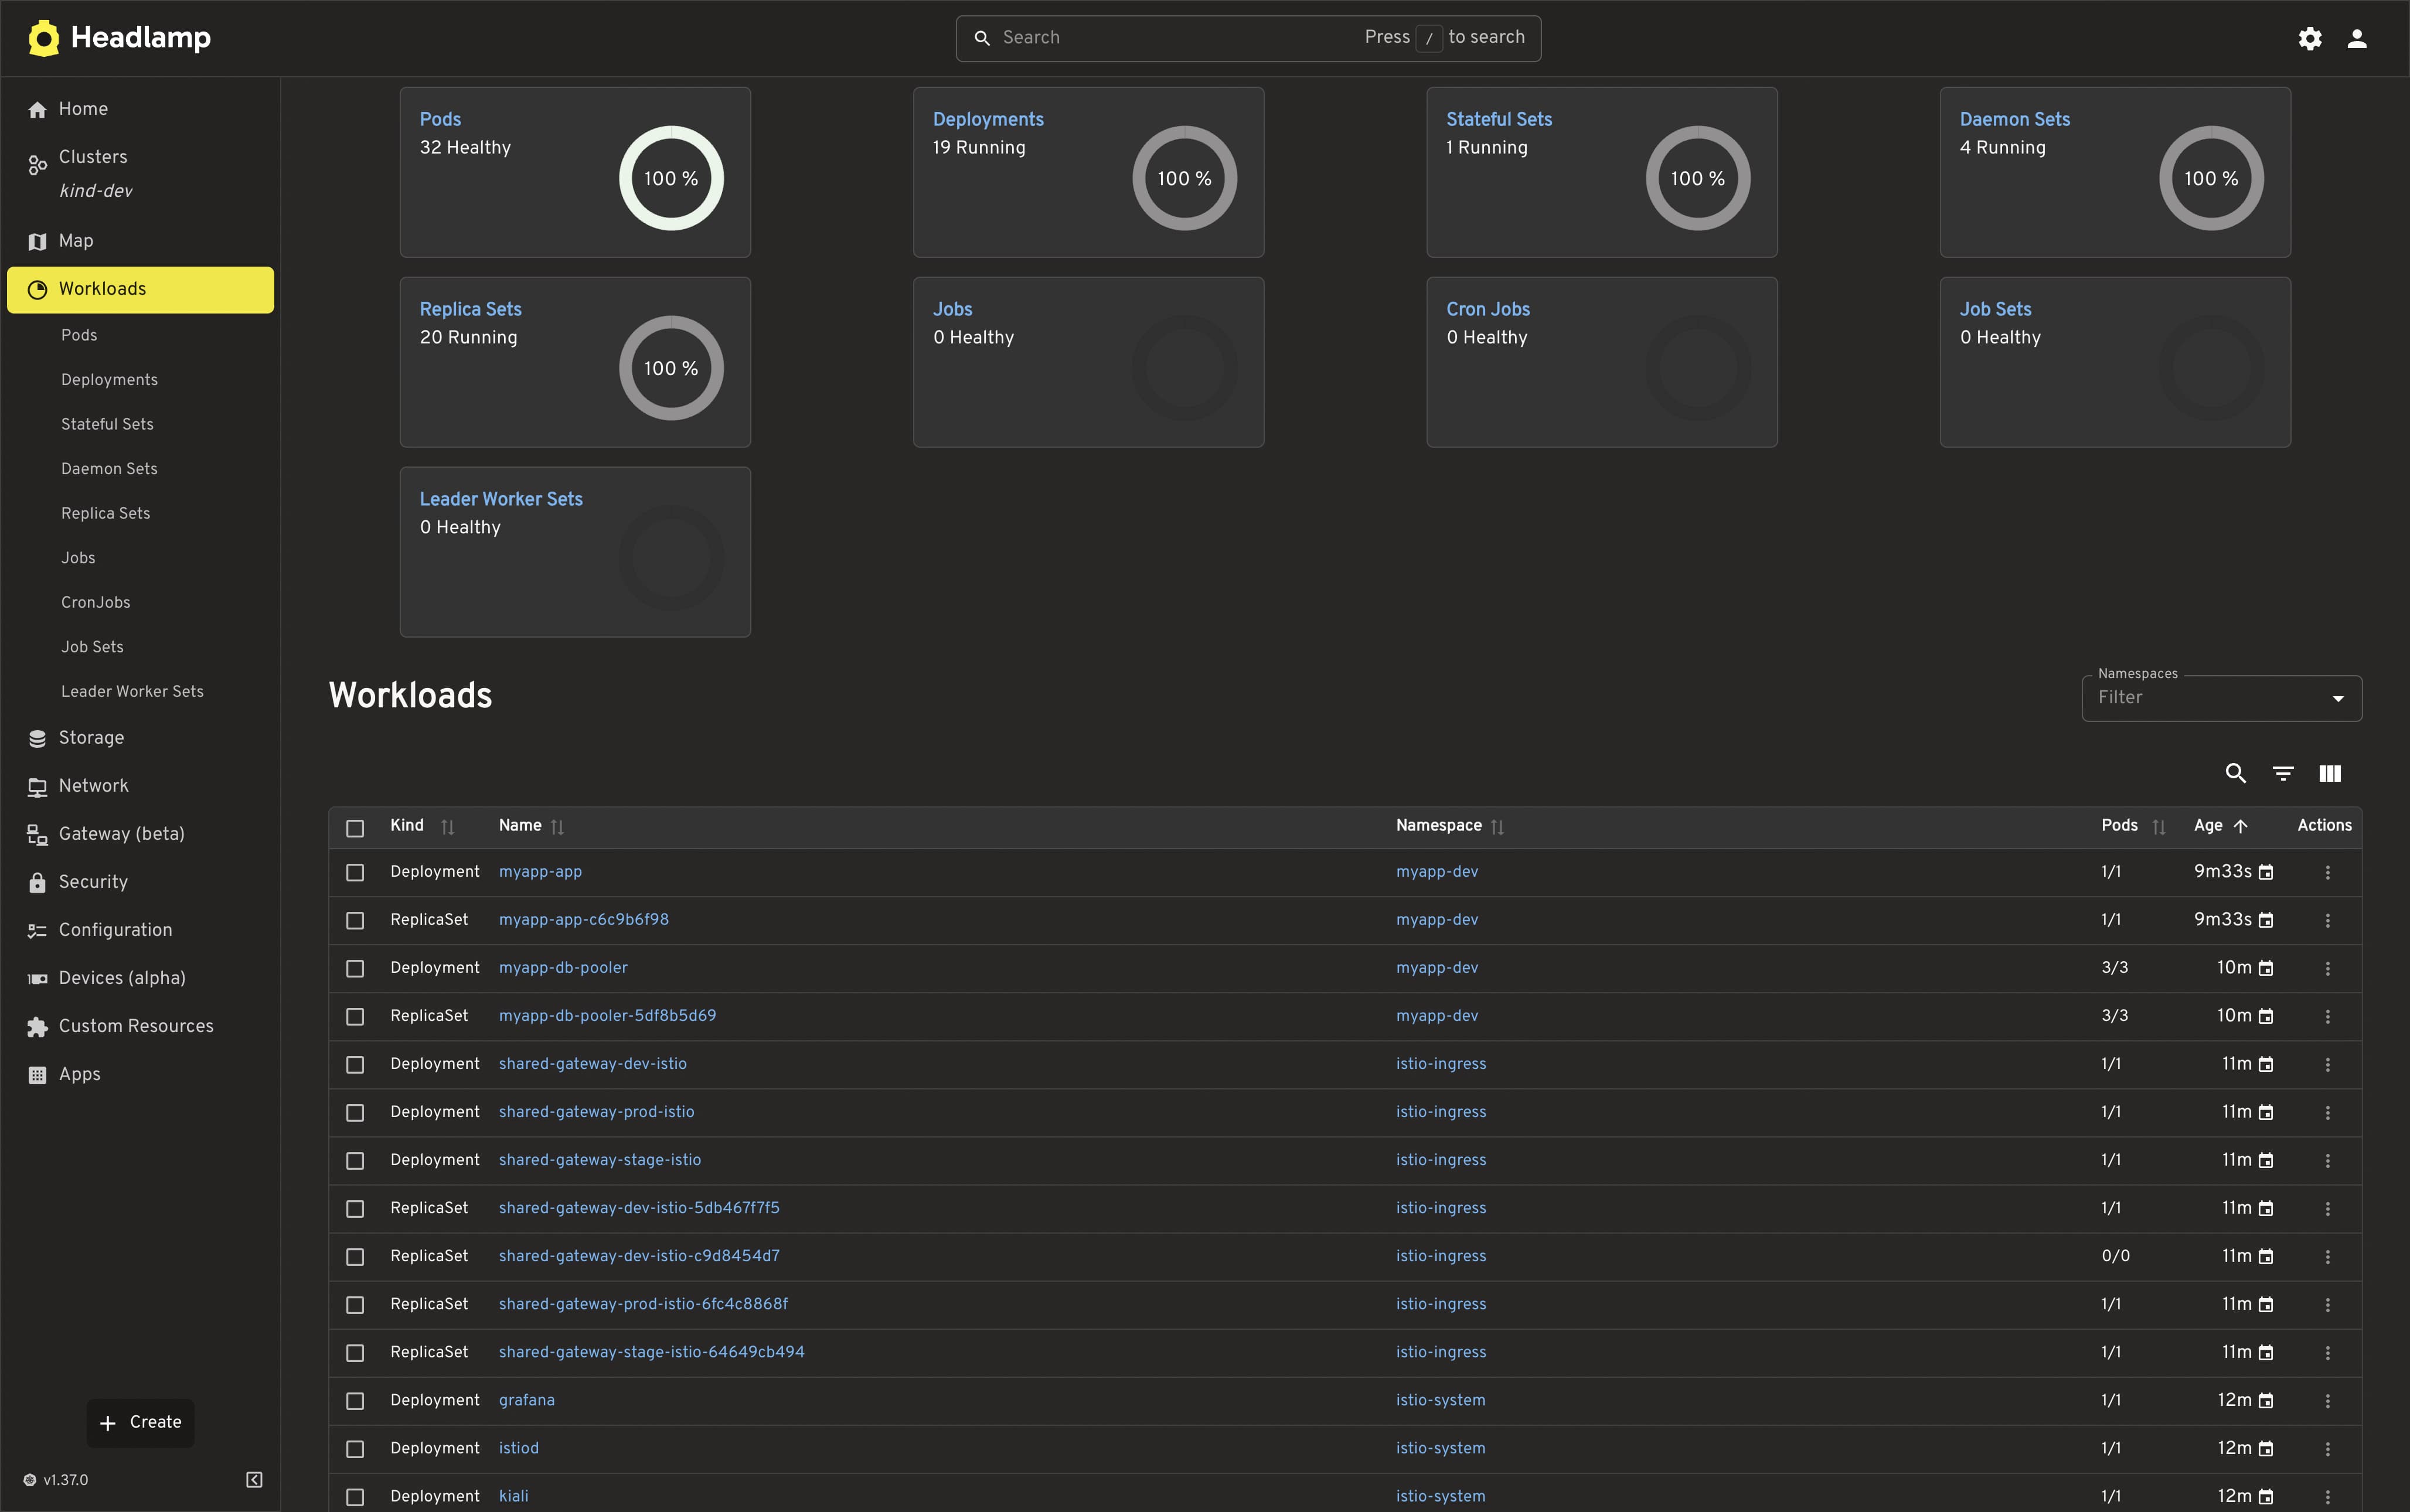 Headlamp
Search Press / to search
Home
Clusters
kind-dev
Map
Workloads
Pods
Deployments
Stateful Sets
Daemon Sets
Replica Sets
Jobs
CronJobs
Job Sets
Leader Worker Sets
Storage
Network
Gateway (beta)
Security
Configuration
Devices (alpha)
Custom Resources
Apps
Create
v1.37.0
Pods
32 Healthy
100 %
Deployments
19 Running
100 %
Stateful Sets
1 Running
100 %
Daemon Sets
4 Running
100 %
Replica Sets
20 Running
100 %
Jobs
0 Healthy
Cron Jobs
0 Healthy
Job Sets
0 Healthy
Leader Worker Sets
0 Healthy
Workloads
Namespaces
Filter
Kind Name Namespace Pods Age Actions
Deployment myapp-app myapp-dev 1/1 9m33s
ReplicaSet myapp-app-c6c9b6f98 myapp-dev 1/1 9m33s
Deployment myapp-db-pooler myapp-dev 3/3 10m
ReplicaSet myapp-db-pooler-5df8b5d69 myapp-dev 3/3 10m
Deployment shared-gateway-dev-istio istio-ingress 1/1 11m
Deployment shared-gateway-prod-istio istio-ingress 1/1 11m
Deployment shared-gateway-stage-istio istio-ingress 1/1 11m
ReplicaSet shared-gateway-dev-istio-5db467f7f5 istio-ingress 1/1 11m
ReplicaSet shared-gateway-dev-istio-c9d8454d7 istio-ingress 0/0 11m
ReplicaSet shared-gateway-prod-istio-6fc4c8868f istio-ingress 1/1 11m
ReplicaSet shared-gateway-stage-istio-64649cb494 istio-ingress 1/1 11m
Deployment grafana istio-system 1/1 12m
Deployment istiod istio-system 1/1 12m
Deployment kiali istio-system 1/1 12m